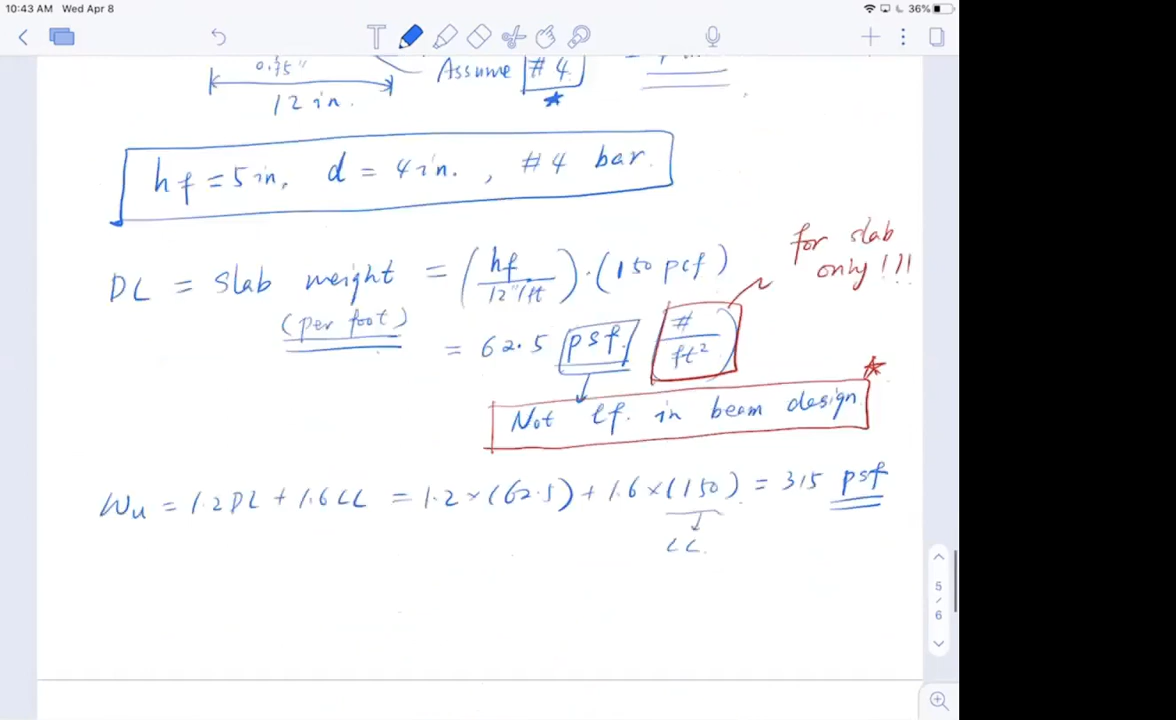 10:43 AM Wed Apr 8
36%
T
0.75"
Assume #4
12 in.
hf = 5 in, d = 4 in. , #4 bar.
DL = Slab weight = (hf / 12"/ft) · (150 pcf)
(per foot)
for slab
only!!!
= 62.5 psf. (# / ft²)
Not lf. in beam design
Wu = 1.2DL + 1.6LL = 1.2 × (62.5) + 1.6 × (150) = 315 psf
LL.
5
/
6